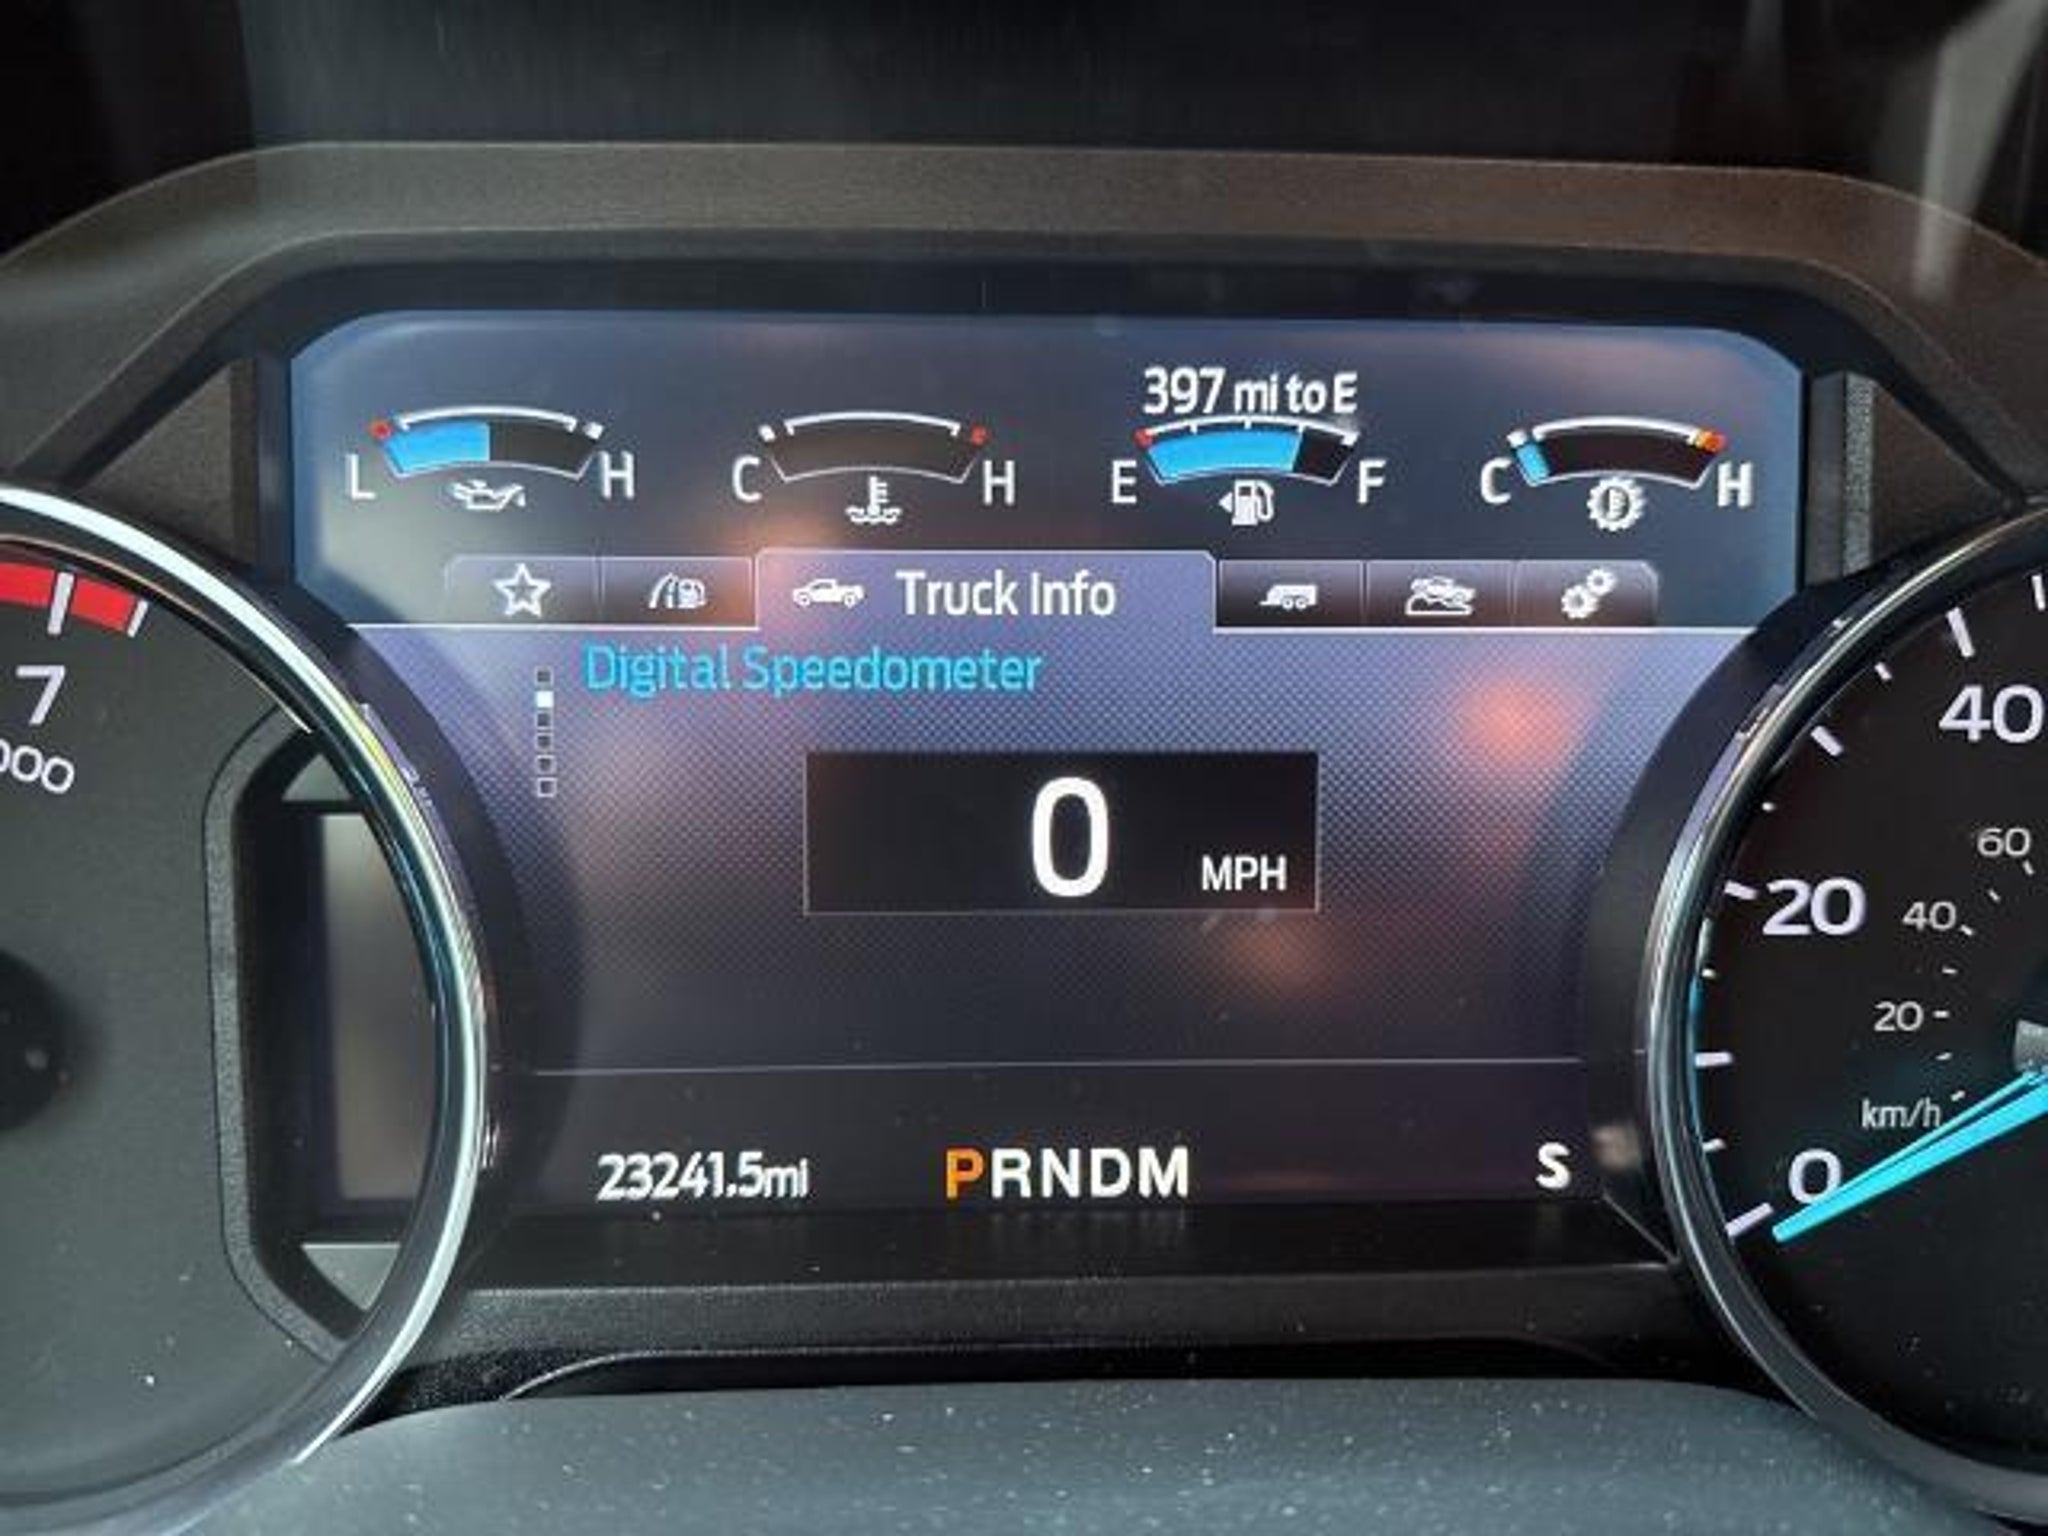 397 mi to E
L H C H E F C H
Truck Info
Digital Speedometer
7
000
0 MPH
40
60
20
40
20
km/h
0
23241.5mi PRNDM S